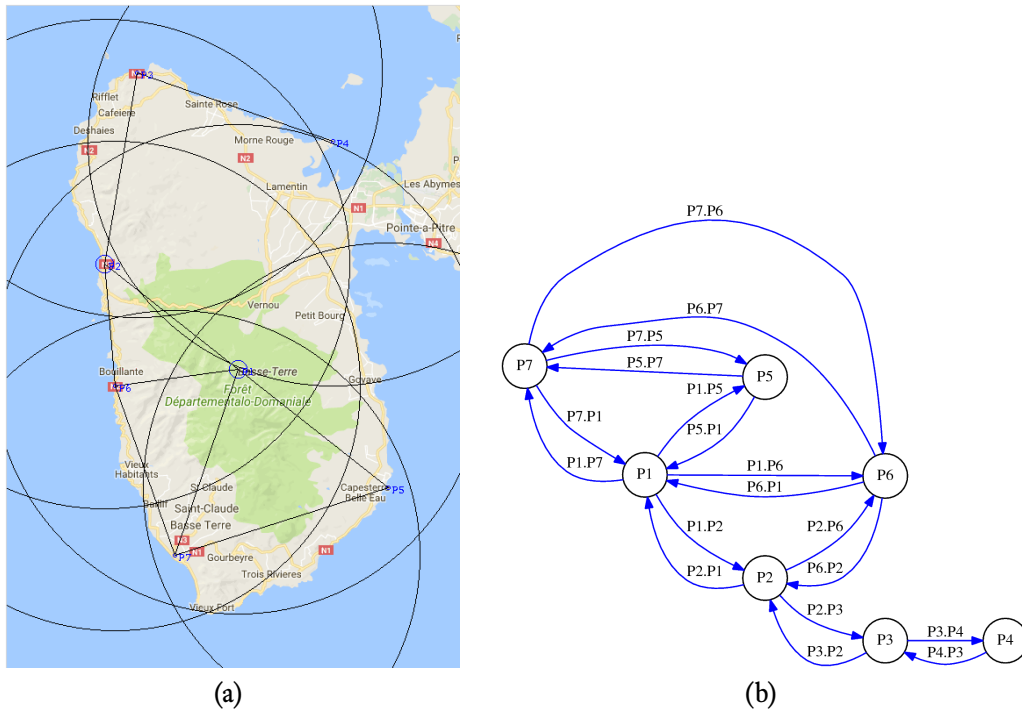 N2 P3
Rifflet
Cafeiere
Sainte Rose
Deshaies
Morne Rouge
P4
N2
N2
Lamentin
Les Abymes
N1
Pointe-a-Pitre
N4
P2
Vernou
Petit Bourg
Bouillante
P1
Basse-Terre
Goyave
P6
Forêt
Départementalo-Domaniale
Vieux
Habitants
St Claude
Capesterre
P5
Belle Eau
Baillif
Saint-Claude
Basse Terre
N3
P7
N1
Gourbeyre
N1
Trois Rivieres
Vieux Fort
(a)
P7.P6
P6.P7
P7.P5
P7
P5.P7
P5
P1.P5
P7.P1
P5.P1
P1.P7
P1
P1.P6
P6
P6.P1
P1.P2
P2.P6
P2.P1
P2
P6.P2
P2.P3
P3.P2
P3
P3.P4
P4
P4.P3
(b)